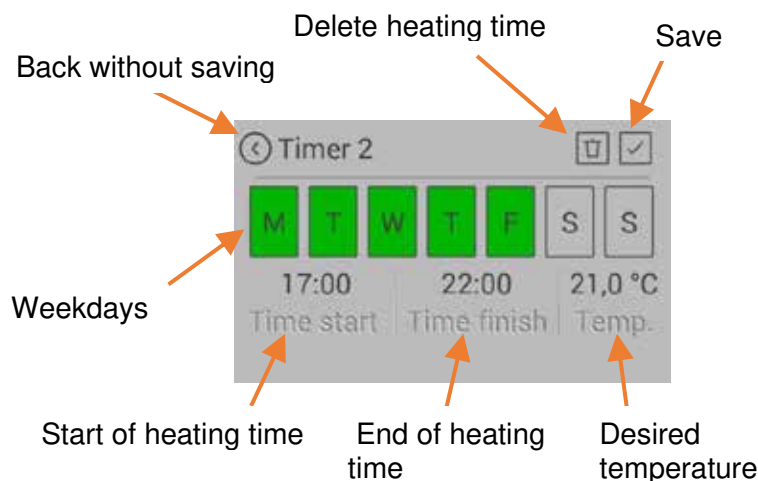 Delete heating time
Save
Back without saving
Timer 2
M T W T F S S
17:00 22:00 21,0 °C
Time start Time finish Temp.
Weekdays
Start of heating time
End of heating
time
Desired
temperature